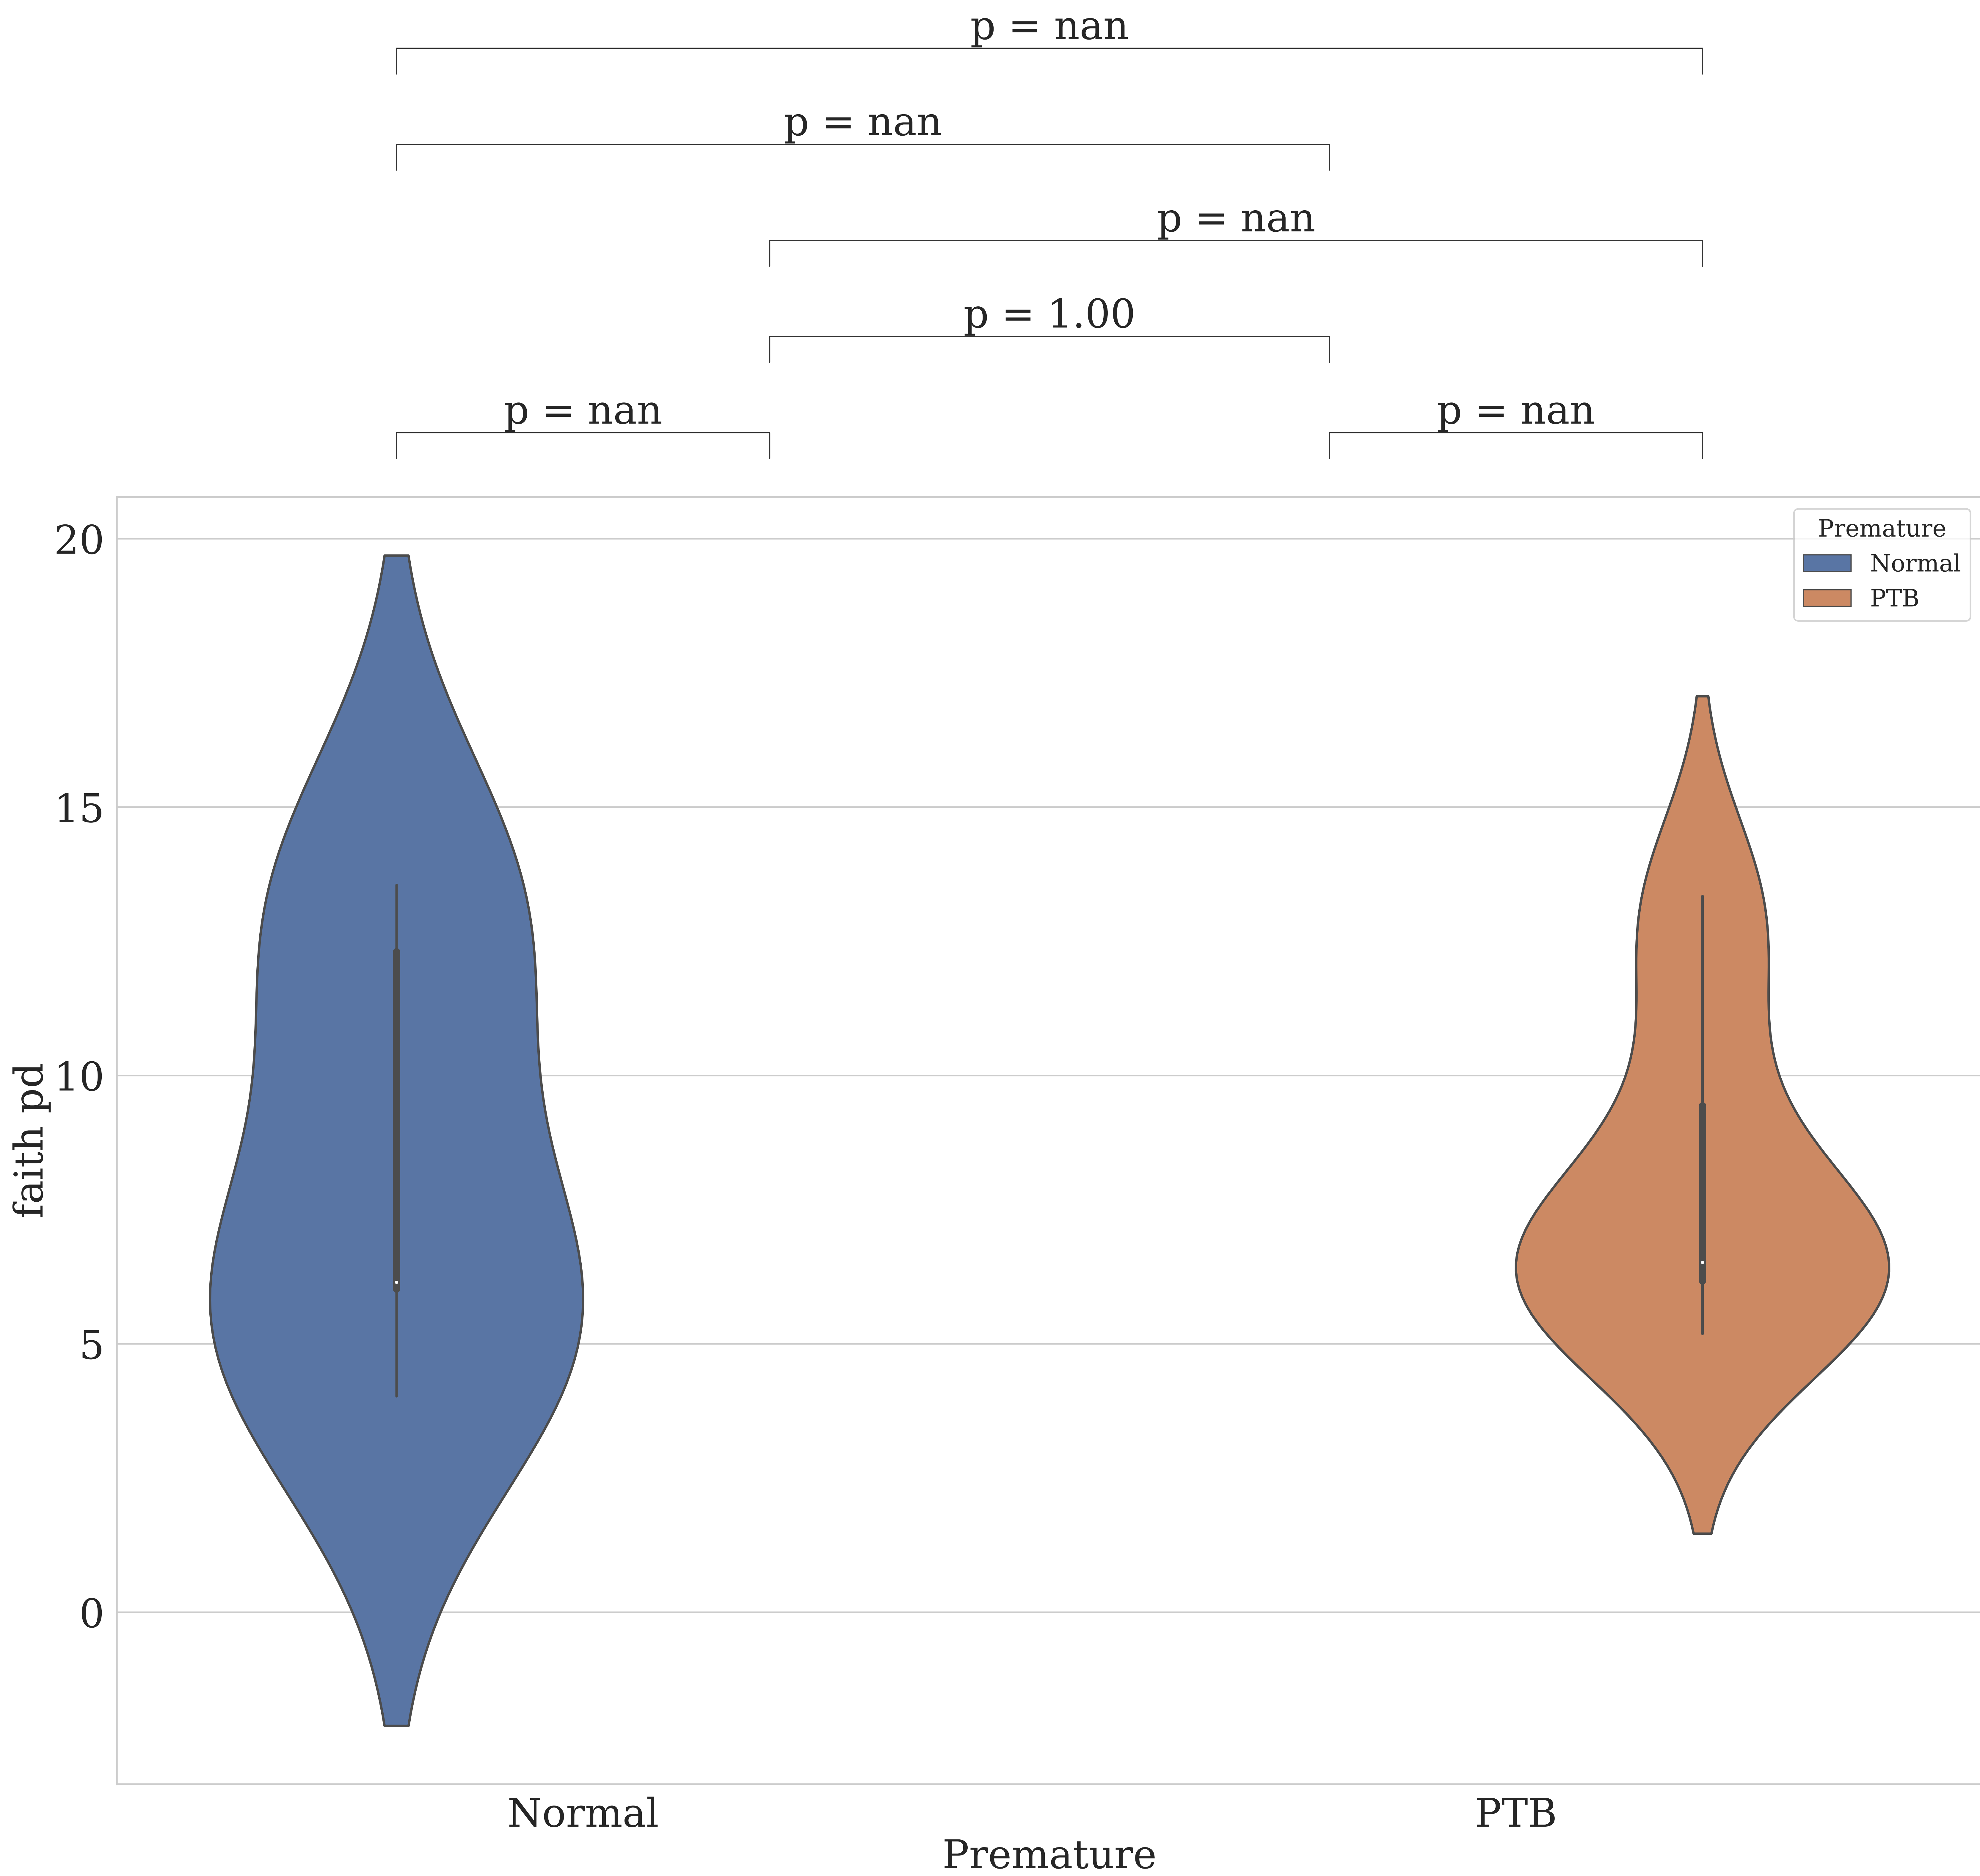 p = nan
p = nan
p = nan
p = 1.00
p = nan
p = nan
20
15
10
5
0
faith pd
Premature
Normal
PTB
Normal
PTB
Premature